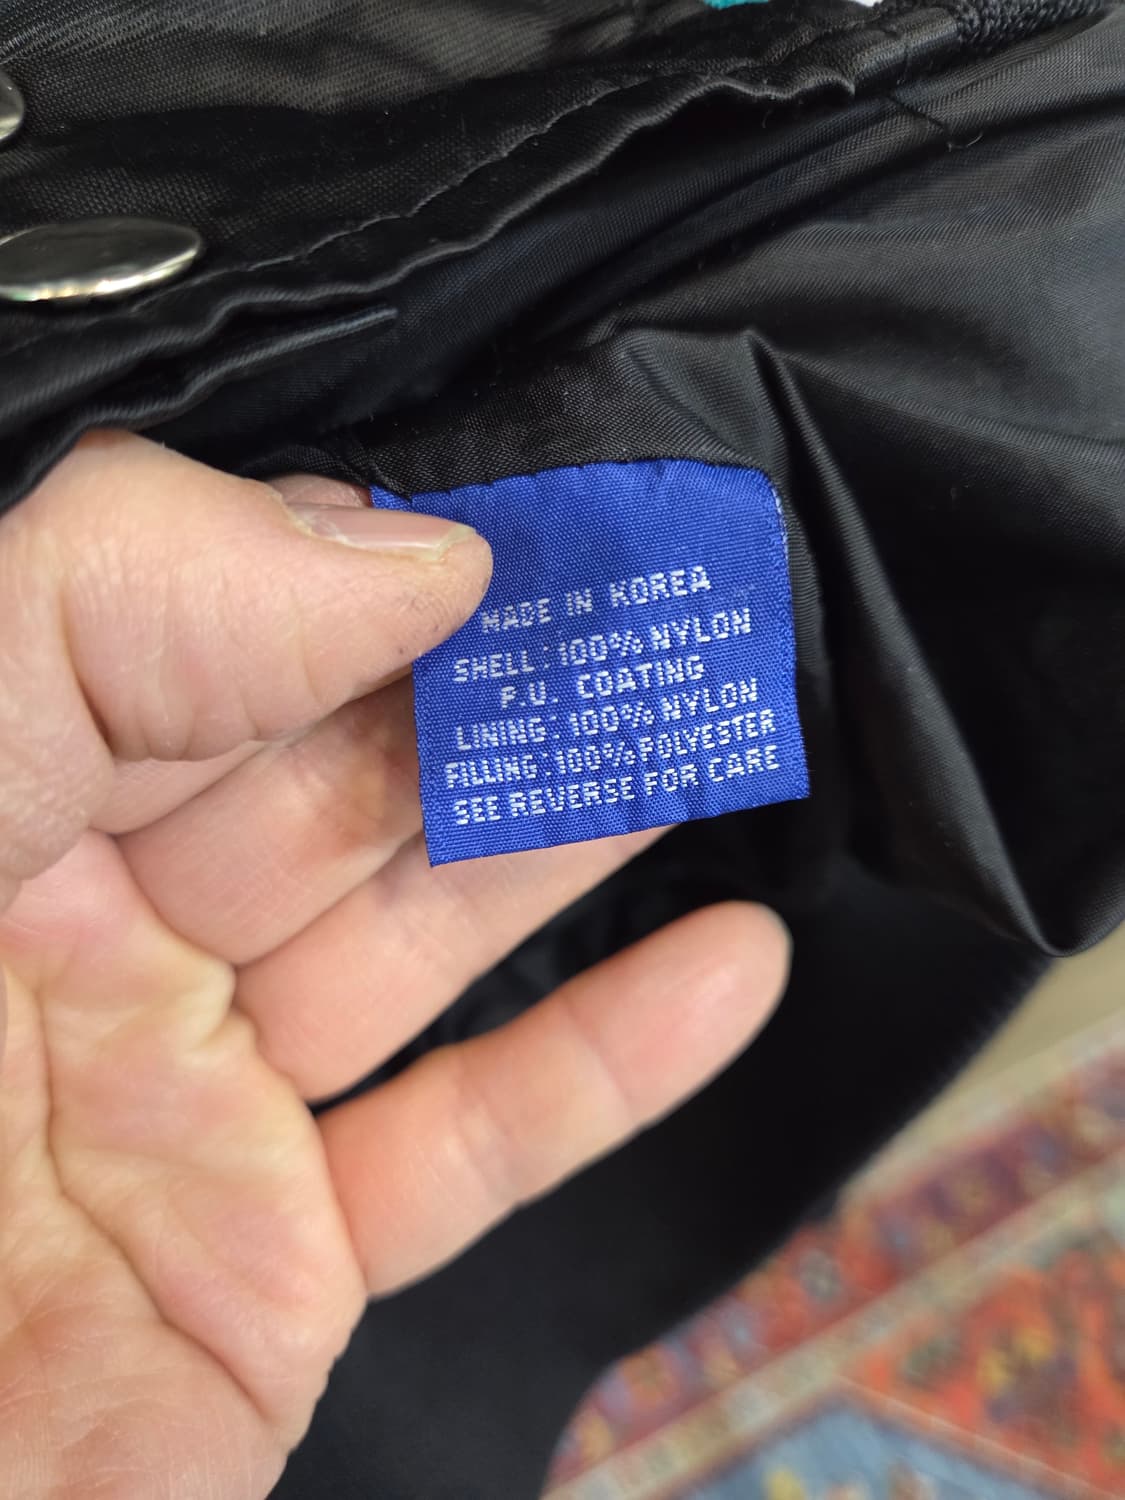 MADE IN KOREA
SHELL: 100% NYLON
P.U. COATING
LINING: 100% NYLON
FILLING: 100% POLYESTER
SEE REVERSE FOR CARE